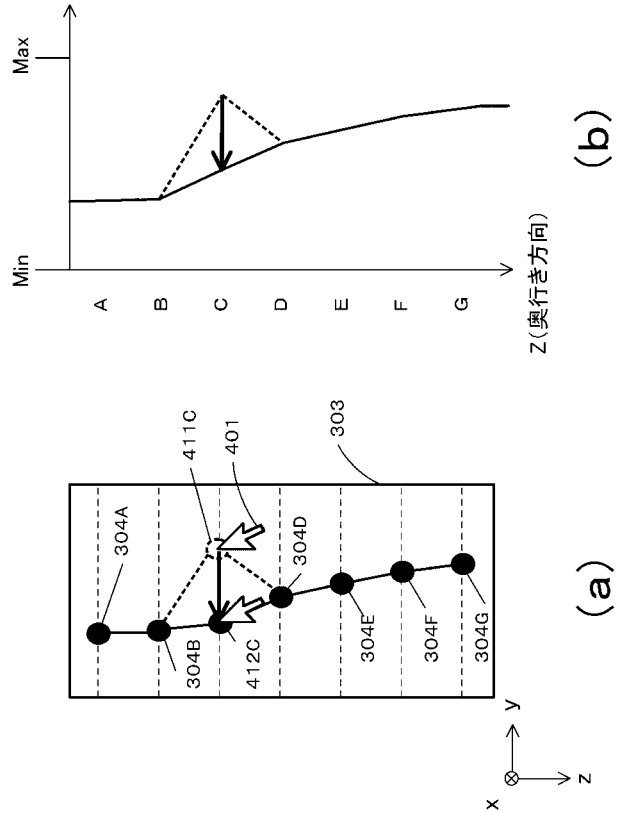 Min
Max
A
B
C
D
E
F
G
Z(奥行き方向)
(b)
304A
304B
411C
401
412C
304D
304E
304F
304G
303
x
y
z
(a)